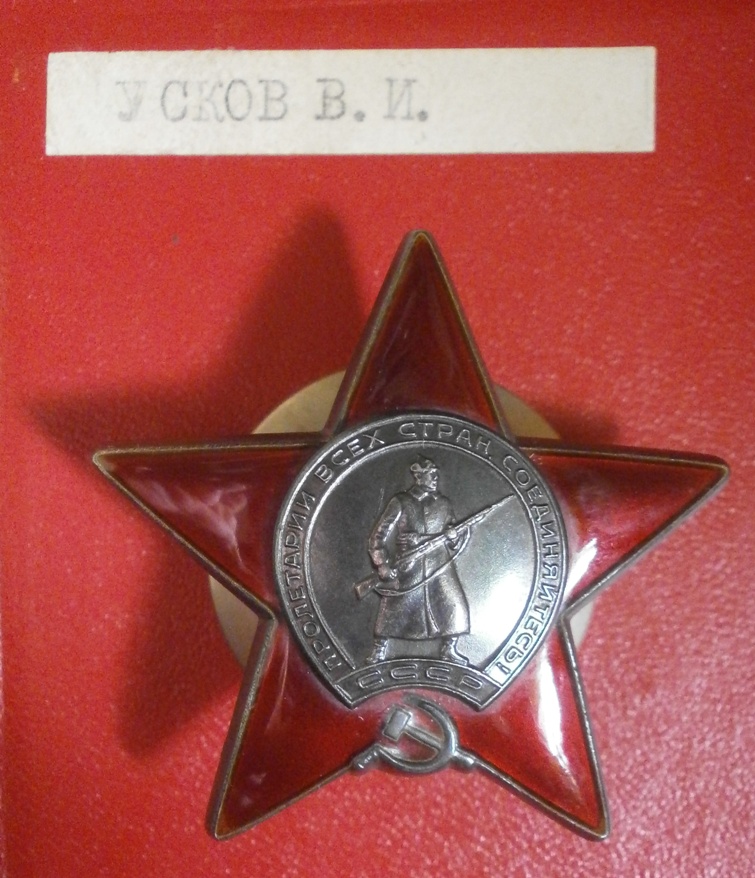 УСКОВ В. И.
ПРОЛЕТАРИИ ВСЕХ СТРАН, СОЕДИНЯЙТЕСЬ!
СССР